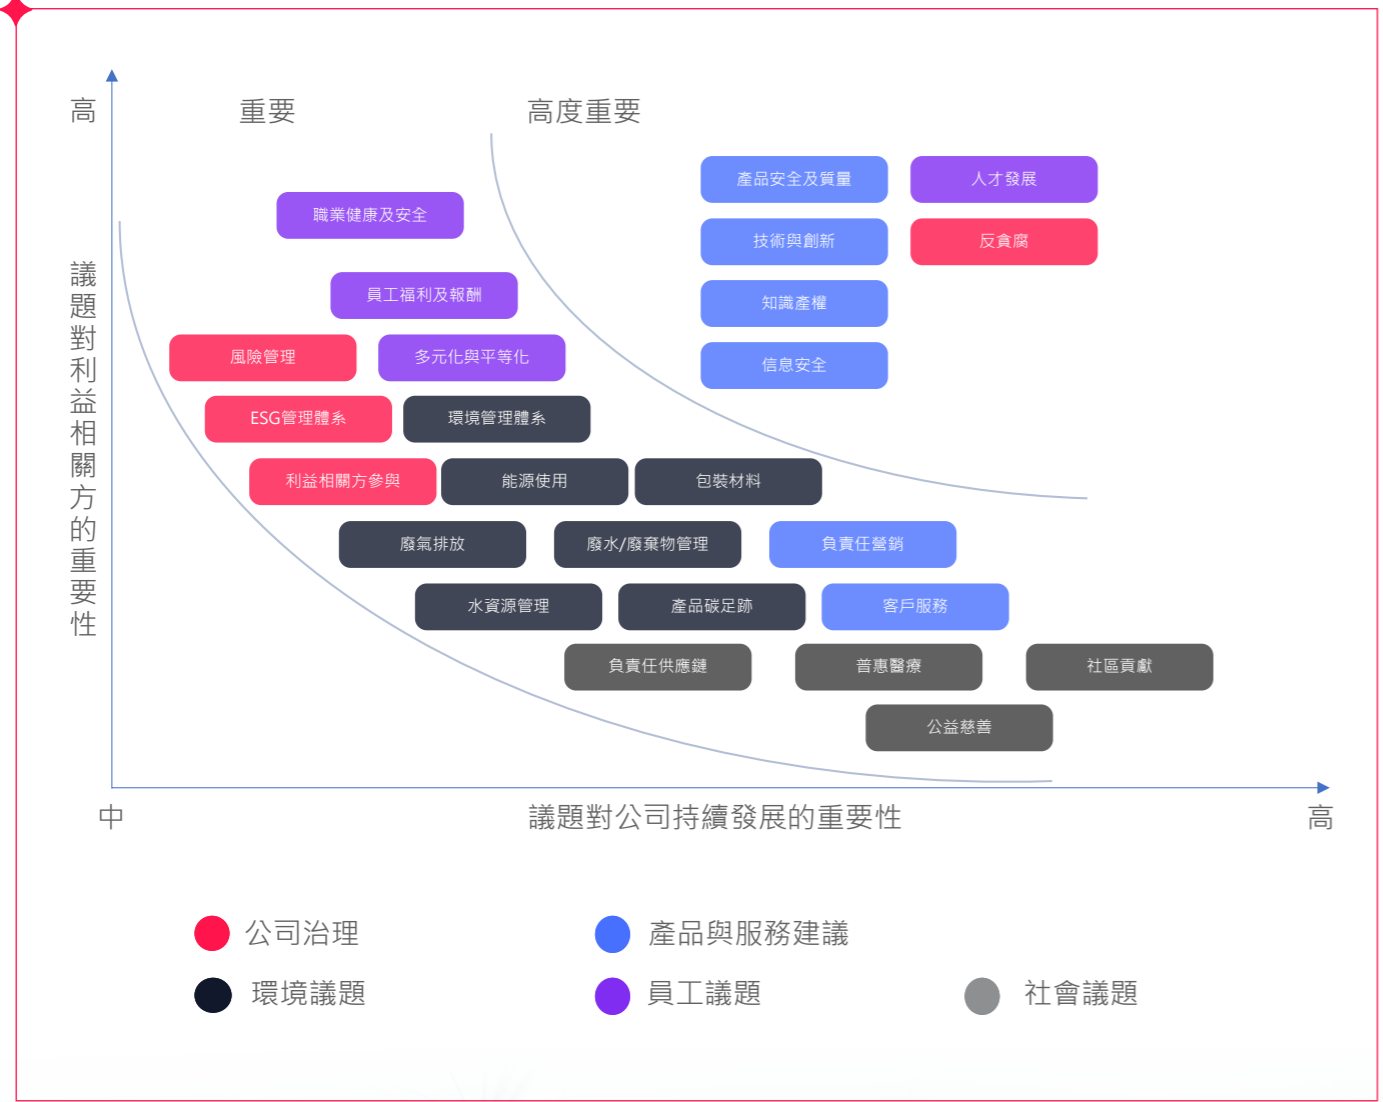 高
重要
高度重要
產品安全及質量
人才發展
職業健康及安全
技術與創新
反貪腐
員工福利及報酬
知識產權
風險管理
多元化與平等化
信息安全
ESG管理體系
環境管理體系
利益相關方參與
能源使用
包裝材料
廢氣排放
廢水/廢棄物管理
負責任營銷
水資源管理
產品碳足跡
客戶服務
負責任供應鏈
普惠醫療
社區貢獻
公益慈善
議題對利益相關方的重要性
中
議題對公司持續發展的重要性
高
公司治理
產品與服務建議
環境議題
員工議題
社會議題